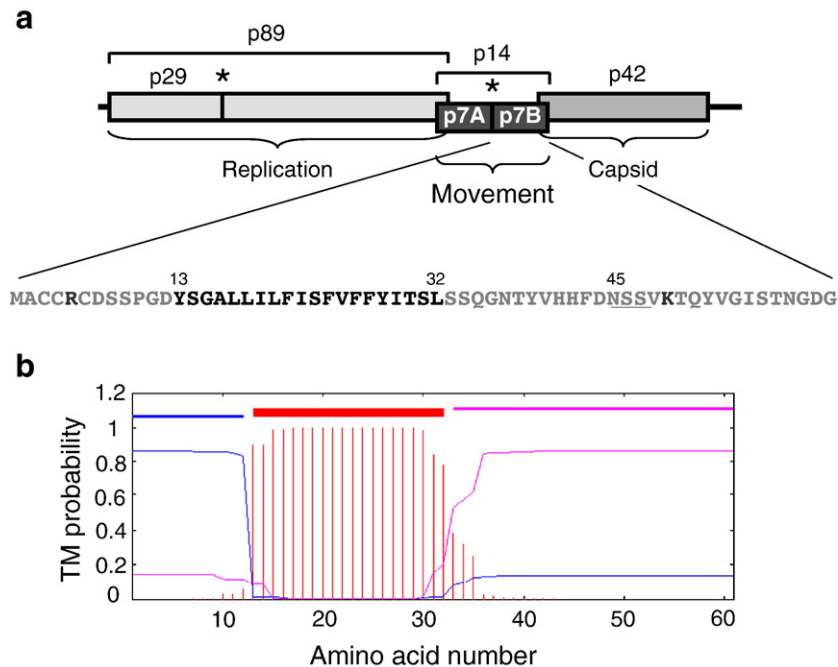 a
p89
p14
p29 * * p42
p7A p7B
Replication Capsid
Movement
13 32 45
MACCRCDSSPGDYSGALLILFISFVFFYITSLSSQGNTYVHHFDNSSVKTQYVGISTNGDG
b
1.2
1
0.8
0.6
0.4
0.2
0
TM probability
10 20 30 40 50 60
Amino acid number